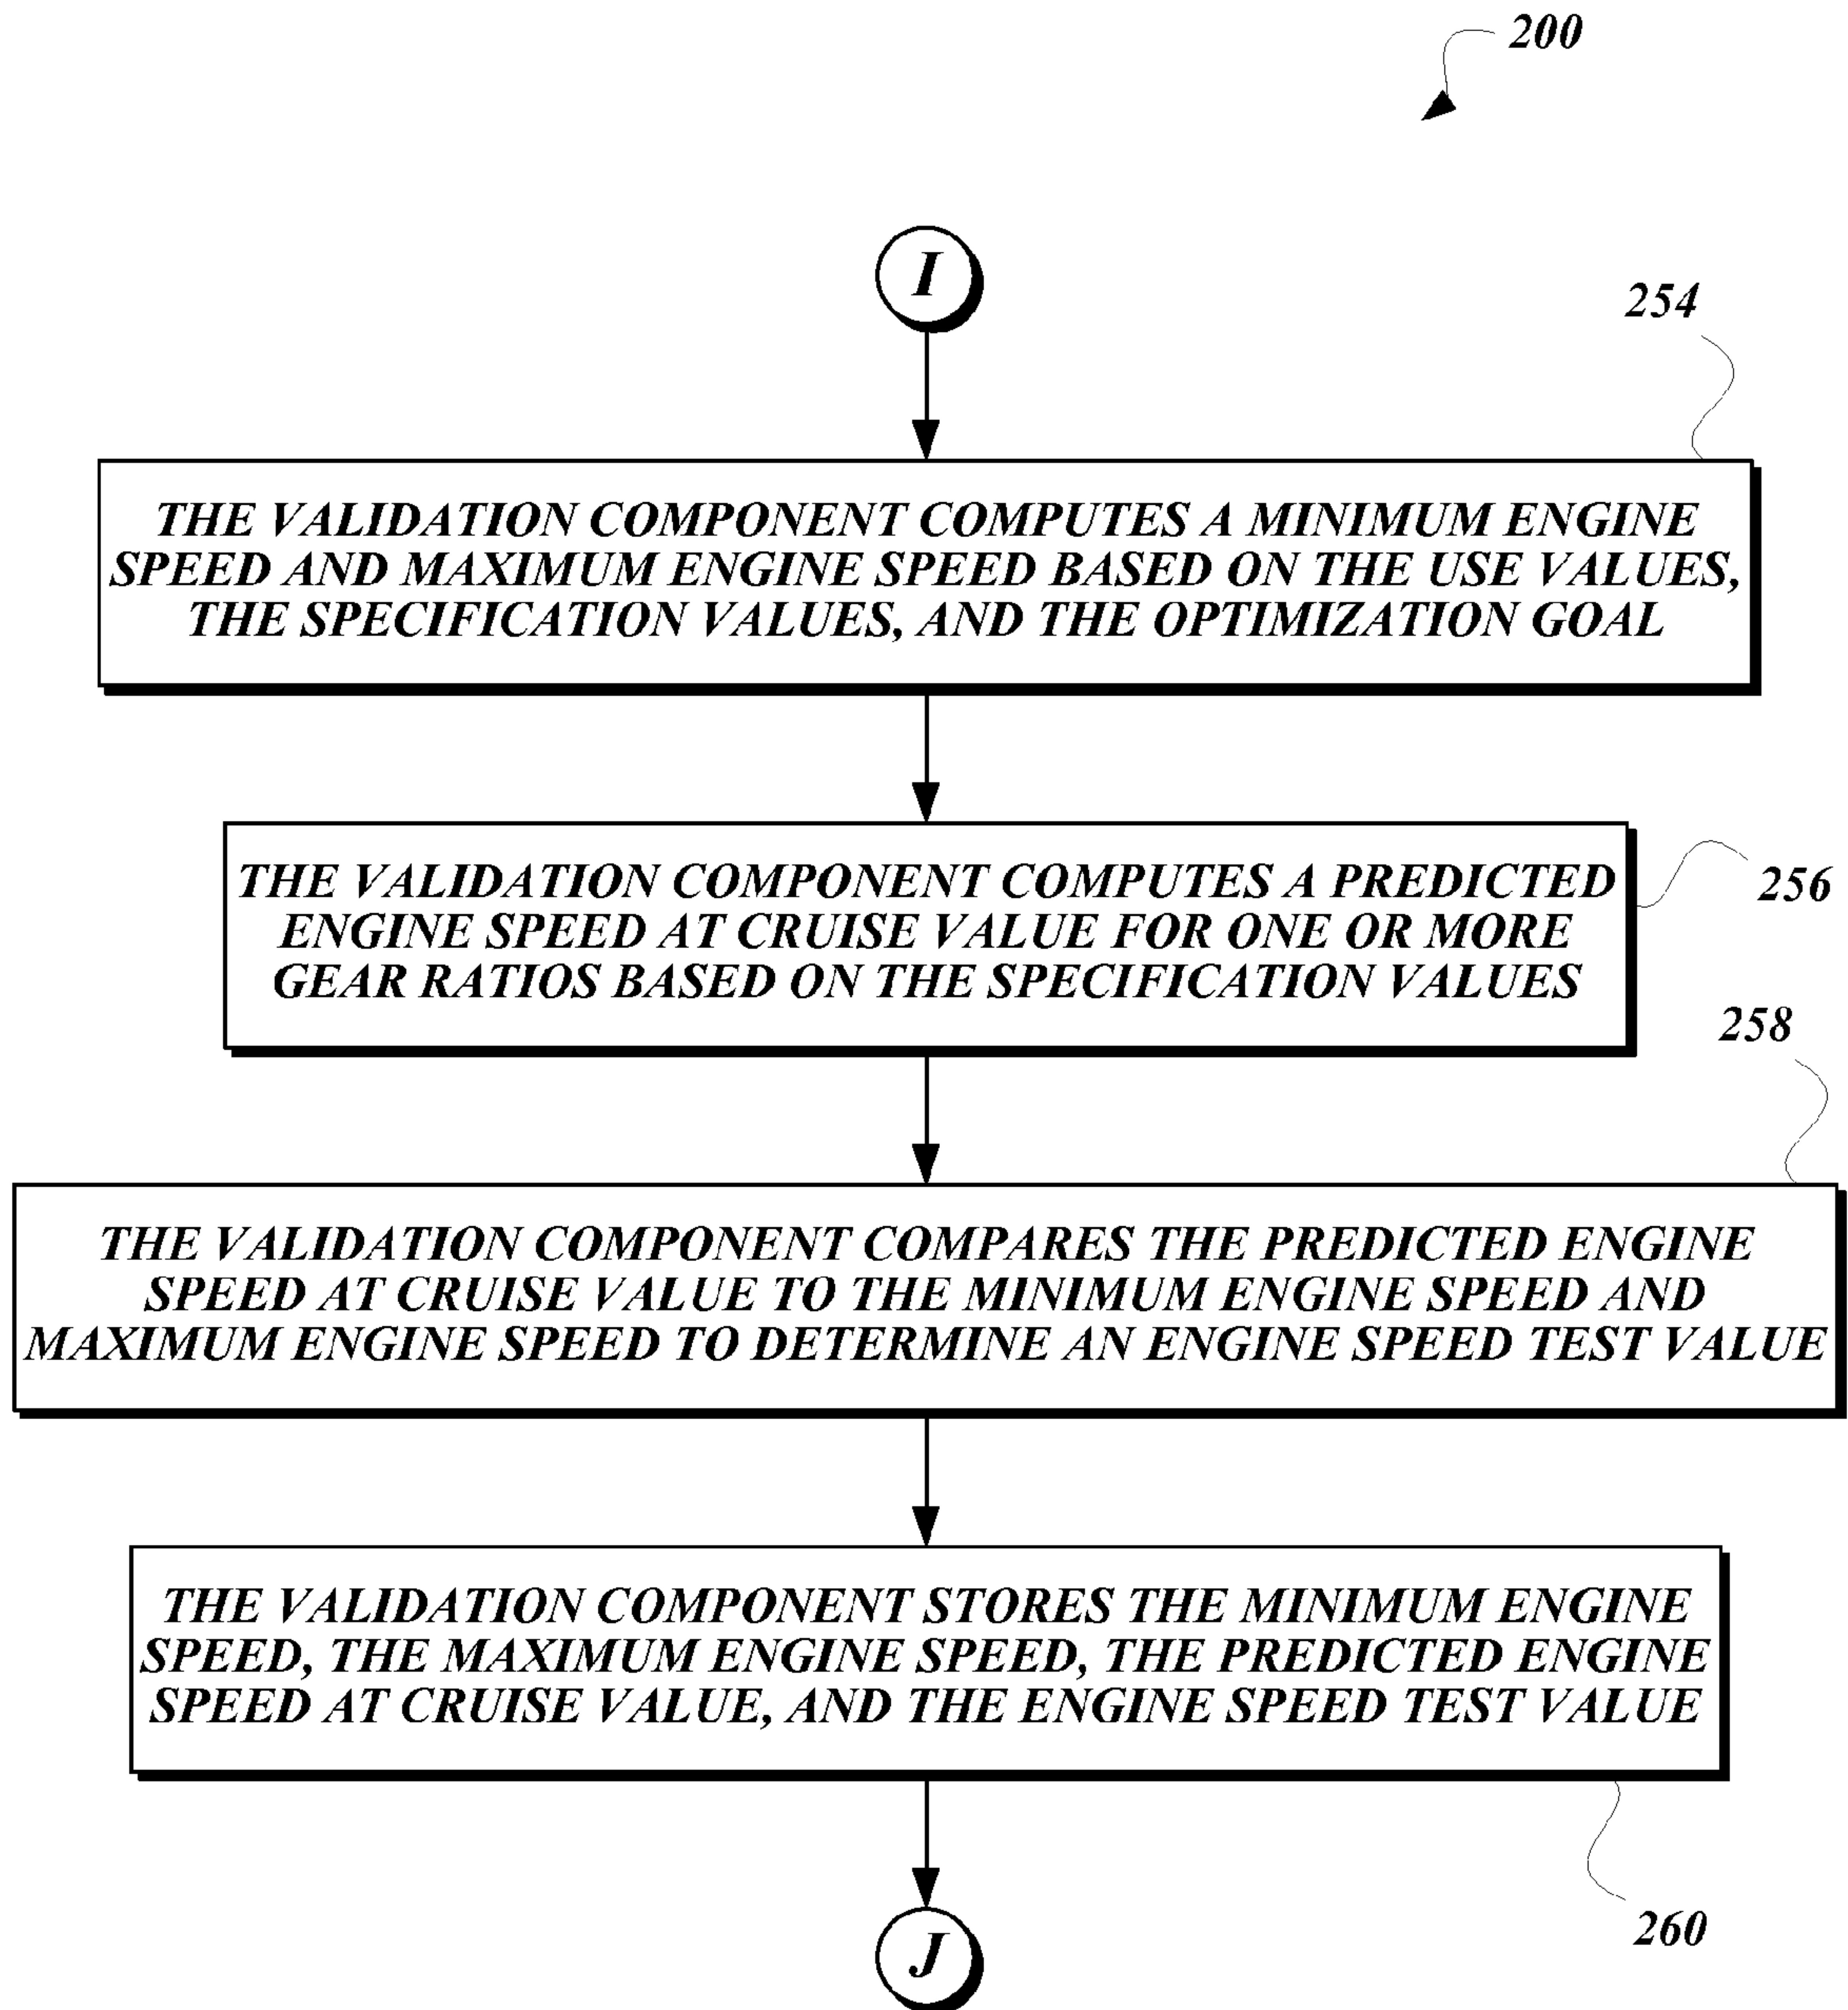 200
I
254
THE VALIDATION COMPONENT COMPUTES A MINIMUM ENGINE
SPEED AND MAXIMUM ENGINE SPEED BASED ON THE USE VALUES,
THE SPECIFICATION VALUES, AND THE OPTIMIZATION GOAL
THE VALIDATION COMPONENT COMPUTES A PREDICTED
ENGINE SPEED AT CRUISE VALUE FOR ONE OR MORE
GEAR RATIOS BASED ON THE SPECIFICATION VALUES
256
258
THE VALIDATION COMPONENT COMPARES THE PREDICTED ENGINE
SPEED AT CRUISE VALUE TO THE MINIMUM ENGINE SPEED AND
MAXIMUM ENGINE SPEED TO DETERMINE AN ENGINE SPEED TEST VALUE
THE VALIDATION COMPONENT STORES THE MINIMUM ENGINE
SPEED, THE MAXIMUM ENGINE SPEED, THE PREDICTED ENGINE
SPEED AT CRUISE VALUE, AND THE ENGINE SPEED TEST VALUE
260
J